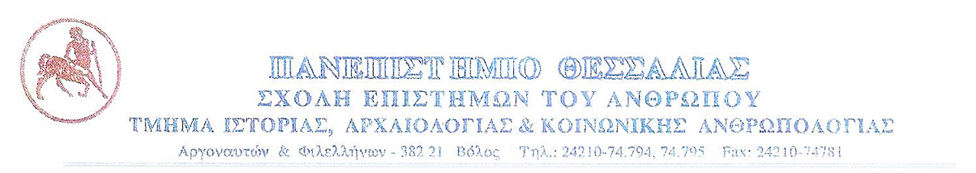 ΠΑΝΕΠΙΣΤΗΜΙΟ ΘΕΣΣΑΛΙΑΣ
ΣΧΟΛΗ ΕΠΙΣΤΗΜΩΝ ΤΟΥ ΑΝΘΡΩΠΟΥ
ΤΜΗΜΑ ΙΣΤΟΡΙΑΣ, ΑΡΧΑΙΟΛΟΓΙΑΣ & ΚΟΙΝΩΝΙΚΗΣ ΑΝΘΡΩΠΟΛΟΓΙΑΣ
Αργοναυτών & Φιλελλήνων - 382 21 Βόλος Τηλ.: 24210-74.794, 74.795 Fax: 24210-74781